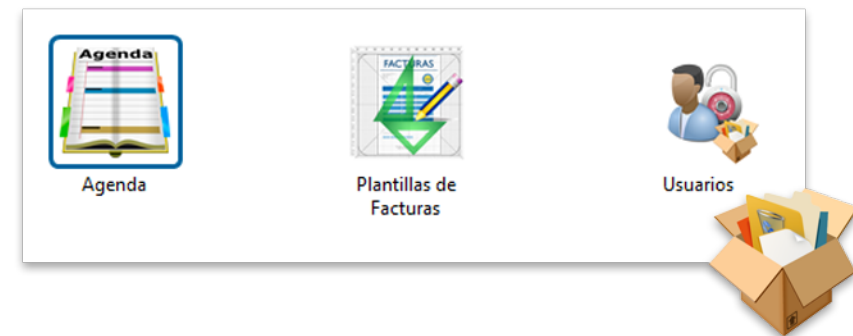 Agenda
FACTURAS
Agenda
Plantillas de
Facturas
Usuarios